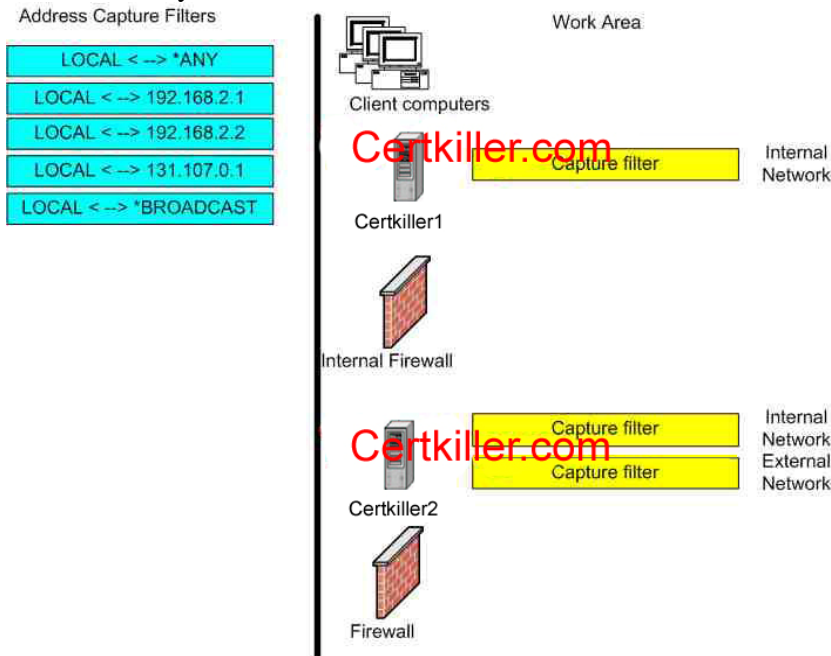 Address Capture Filters
LOCAL < --> *ANY
LOCAL < --> 192.168.2.1
LOCAL < --> 192.168.2.2
LOCAL < --> 131.107.0.1
LOCAL < --> *BROADCAST
Work Area
Client computers
Certkiller.com
Capture filter
Internal
Network
Certkiller1
Internal Firewall
Certkiller.com
Capture filter
Internal
Network
Capture filter
External
Network
Certkiller2
Firewall